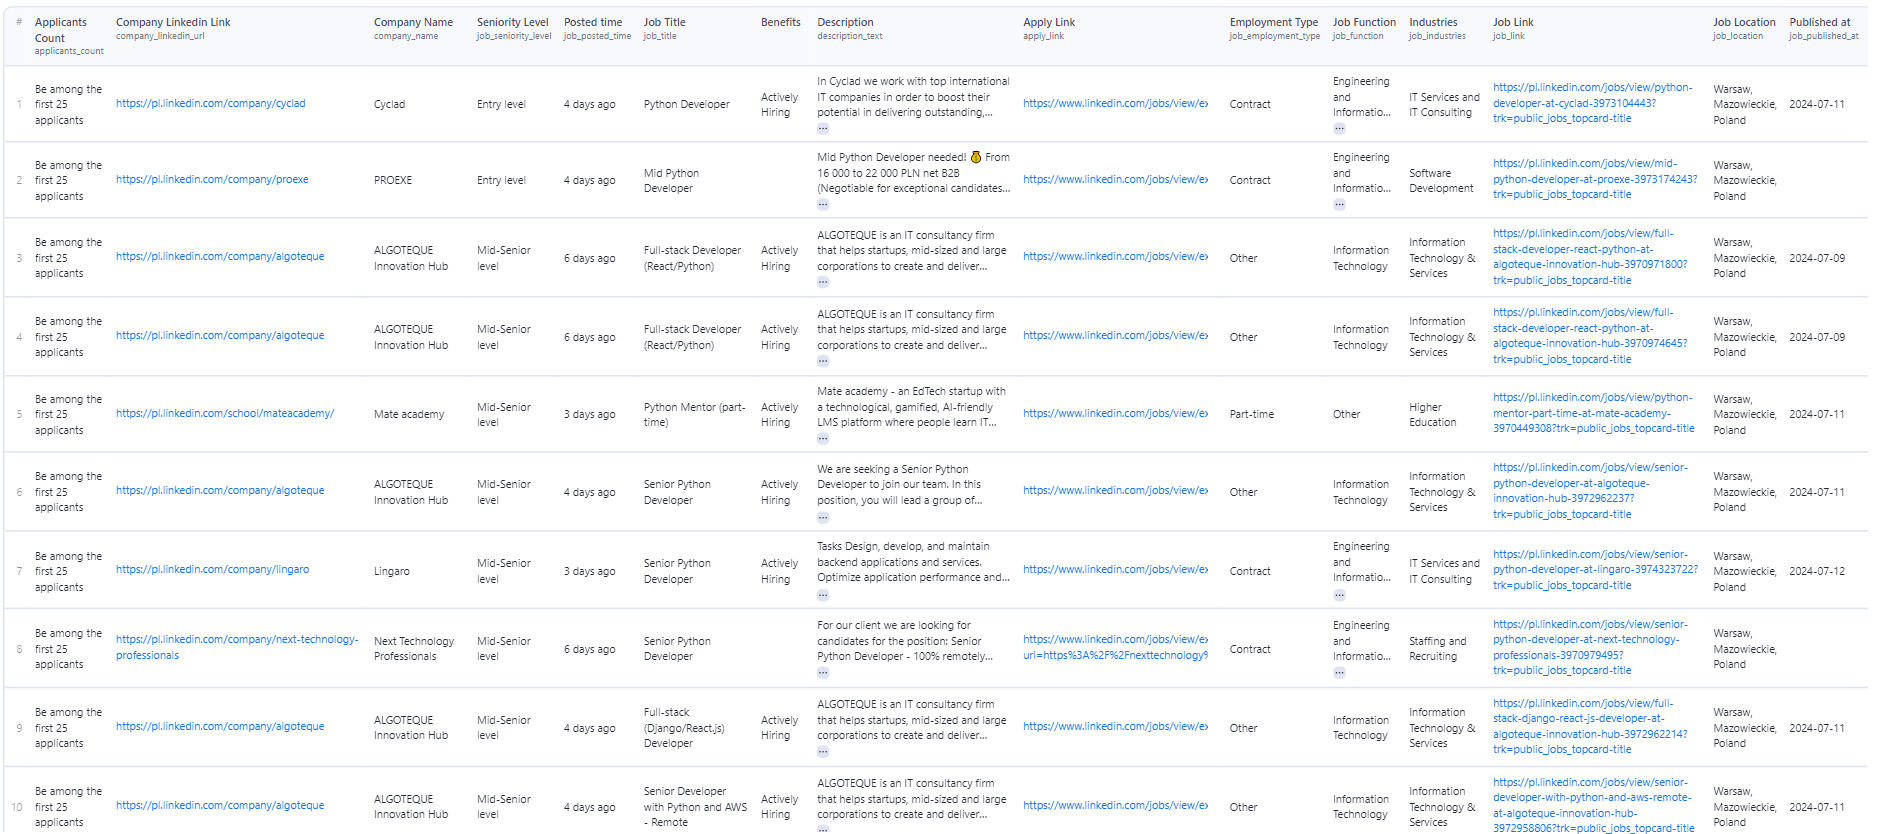 #
Applicants
Count
applicants_count
Company Linkedin Link
company_linkedin_url
Company Name
company_name
Seniority Level
job_seniority_level
Posted time
job_posted_time
Job Title
job_title
Benefits
Description
description_text
Apply Link
apply_link
Employment Type
job_employment_type
Job Function
job_function
Industries
job_industries
Job Link
job_link
Job Location
job_location
Published at
job_published_at
1
Be among the
first 25
applicants
https://pl.linkedin.com/company/cyclad
Cyclad
Entry level
4 days ago
Python Developer
Actively
Hiring
In Cyclad we work with top international
IT companies in order to boost their
potential in delivering outstanding,...
...
https://www.linkedin.com/jobs/view/ex
Contract
Engineering
and
Informatio...
...
IT Services and
IT Consulting
https://pl.linkedin.com/jobs/view/python-
developer-at-cyclad-3973104443?
trk=public_jobs_topcard-title
Warsaw,
Mazowieckie,
Poland
2024-07-11
2
Be among the
first 25
applicants
https://pl.linkedin.com/company/proexe
PROEXE
Entry level
4 days ago
Mid Python
Developer
Mid Python Developer needed! 💰 From
16 000 to 22 000 PLN net B2B
(Negotiable for exceptional candidates...
...
https://www.linkedin.com/jobs/view/ex
Contract
Engineering
and
Informatio...
...
Software
Development
https://pl.linkedin.com/jobs/view/mid-
python-developer-at-proexe-3973174243?
trk=public_jobs_topcard-title
Warsaw,
Mazowieckie,
Poland
3
Be among the
first 25
applicants
https://pl.linkedin.com/company/algoteque
ALGOTEQUE
Innovation Hub
Mid-Senior
level
6 days ago
Full-stack Developer
(React/Python)
Actively
Hiring
ALGOTEQUE is an IT consultancy firm
that helps startups, mid-sized and large
corporations to create and deliver...
...
https://www.linkedin.com/jobs/view/ex
Other
Information
Technology
Information
Technology &
Services
https://pl.linkedin.com/jobs/view/full-
stack-developer-react-python-at-
algoteque-innovation-hub-3970971800?
trk=public_jobs_topcard-title
Warsaw,
Mazowieckie,
Poland
2024-07-09
4
Be among the
first 25
applicants
https://pl.linkedin.com/company/algoteque
ALGOTEQUE
Innovation Hub
Mid-Senior
level
6 days ago
Full-stack Developer
(React/Python)
Actively
Hiring
ALGOTEQUE is an IT consultancy firm
that helps startups, mid-sized and large
corporations to create and deliver...
...
https://www.linkedin.com/jobs/view/ex
Other
Information
Technology
Information
Technology &
Services
https://pl.linkedin.com/jobs/view/full-
stack-developer-react-python-at-
algoteque-innovation-hub-3970974645?
trk=public_jobs_topcard-title
Warsaw,
Mazowieckie,
Poland
2024-07-09
5
Be among the
first 25
applicants
https://pl.linkedin.com/school/mateacademy/
Mate academy
Mid-Senior
level
3 days ago
Python Mentor (part-
time)
Actively
Hiring
Mate academy - an EdTech startup with
a technological, gamified, AI-friendly
LMS platform where people learn IT...
...
https://www.linkedin.com/jobs/view/ex
Part-time
Other
Higher
Education
https://pl.linkedin.com/jobs/view/python-
mentor-part-time-at-mate-academy-
3970449308?trk=public_jobs_topcard-title
Warsaw,
Mazowieckie,
Poland
2024-07-11
6
Be among the
first 25
applicants
https://pl.linkedin.com/company/algoteque
ALGOTEQUE
Innovation Hub
Mid-Senior
level
4 days ago
Senior Python
Developer
Actively
Hiring
We are seeking a Senior Python
Developer to join our team. In this
position, you will lead a group of...
...
https://www.linkedin.com/jobs/view/ex
Other
Information
Technology
Information
Technology &
Services
https://pl.linkedin.com/jobs/view/senior-
python-developer-at-algoteque-
innovation-hub-3972962237?
trk=public_jobs_topcard-title
Warsaw,
Mazowieckie,
Poland
2024-07-11
7
Be among the
first 25
applicants
https://pl.linkedin.com/company/lingaro
Lingaro
Mid-Senior
level
3 days ago
Senior Python
Developer
Actively
Hiring
Tasks Design, develop, and maintain
backend applications and services.
Optimize application performance and...
...
https://www.linkedin.com/jobs/view/ex
Contract
Engineering
and
Informatio...
...
IT Services and
IT Consulting
https://pl.linkedin.com/jobs/view/senior-
python-developer-at-lingaro-3974323722?
trk=public_jobs_topcard-title
Warsaw,
Mazowieckie,
Poland
2024-07-12
8
Be among the
first 25
applicants
https://pl.linkedin.com/company/next-technology-
professionals
Next Technology
Professionals
Mid-Senior
level
6 days ago
Senior Python
Developer
For our client we are looking for
candidates for the position: Senior
Python Developer - 100% remotely...
...
https://www.linkedin.com/jobs/view/ex
url=https%3A%2F%2Fnexttechnology%
Contract
Engineering
and
Informatio...
...
Staffing and
Recruiting
https://pl.linkedin.com/jobs/view/senior-
python-developer-at-next-technology-
professionals-3970979495?
trk=public_jobs_topcard-title
Warsaw,
Mazowieckie,
Poland
9
Be among the
first 25
applicants
https://pl.linkedin.com/company/algoteque
ALGOTEQUE
Innovation Hub
Mid-Senior
level
4 days ago
Full-stack
(Django/React.js)
Developer
Actively
Hiring
ALGOTEQUE is an IT consultancy firm
that helps startups, mid-sized and large
corporations to create and deliver...
...
https://www.linkedin.com/jobs/view/ex
Other
Information
Technology
Information
Technology &
Services
https://pl.linkedin.com/jobs/view/full-
stack-django-react-js-developer-at-
algoteque-innovation-hub-3972962214?
trk=public_jobs_topcard-title
Warsaw,
Mazowieckie,
Poland
2024-07-11
10
Be among the
first 25
applicants
https://pl.linkedin.com/company/algoteque
ALGOTEQUE
Innovation Hub
Mid-Senior
level
4 days ago
Senior Developer
with Python and AWS
- Remote
Actively
Hiring
ALGOTEQUE is an IT consultancy firm
that helps startups, mid-sized and large
corporations to create and deliver...
...
https://www.linkedin.com/jobs/view/ex
Other
Information
Technology
Information
Technology &
Services
https://pl.linkedin.com/jobs/view/senior-
developer-with-python-and-aws-remote-
at-algoteque-innovation-hub-
3972958806?trk=public_jobs_topcard-title
Warsaw,
Mazowieckie,
Poland
2024-07-11